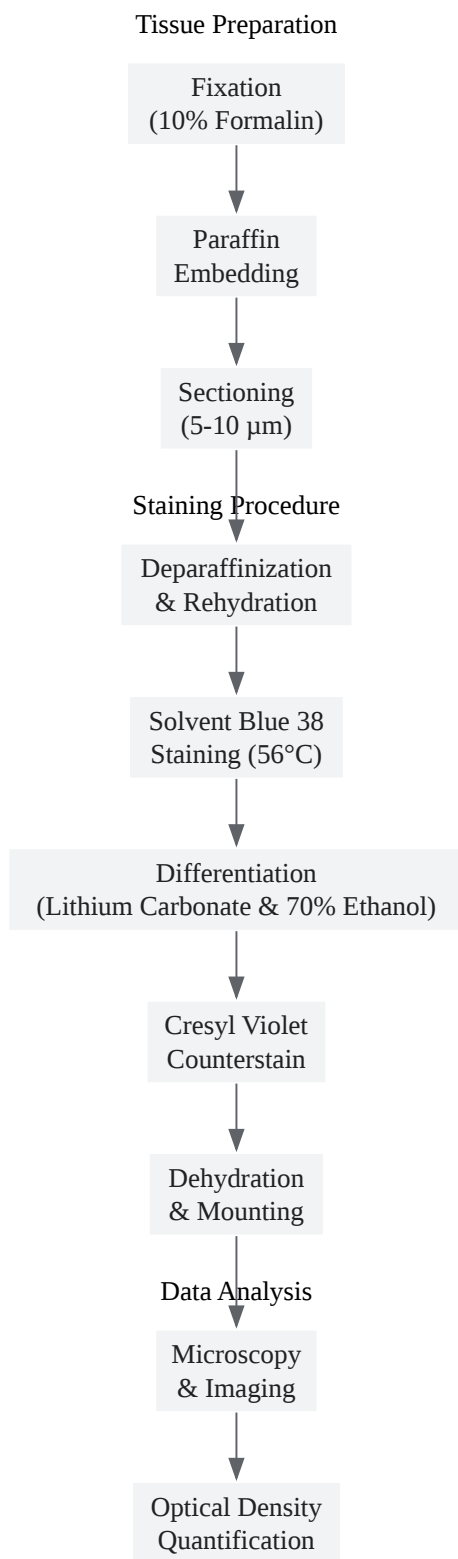 Tissue Preparation
Fixation
(10% Formalin)
Paraffin
Embedding
Sectioning
(5-10 µm)
Staining Procedure
Deparaffinization
& Rehydration
Solvent Blue 38
Staining (56°C)
Differentiation
(Lithium Carbonate & 70% Ethanol)
Cresyl Violet
Counterstain
Dehydration
& Mounting
Data Analysis
Microscopy
& Imaging
Optical Density
Quantification